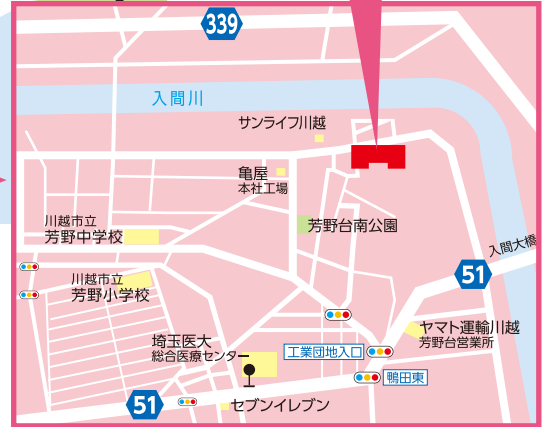 339
入間川
サンライフ川越
亀屋
本社工場
川越市立
芳野中学校
芳野台南公園
入間大橋
51
川越市立
芳野小学校
ヤマト運輸川越
芳野台営業所
埼玉医大
総合医療センター
工業団地入口
鴨田東
51
セブンイレブン